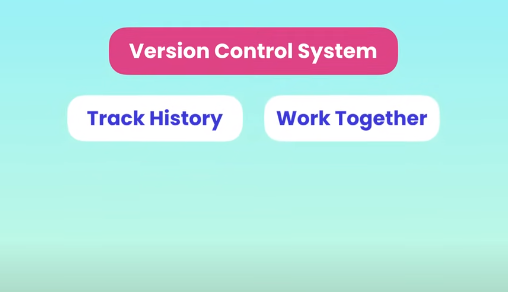 Version Control System
Track History
Work Together